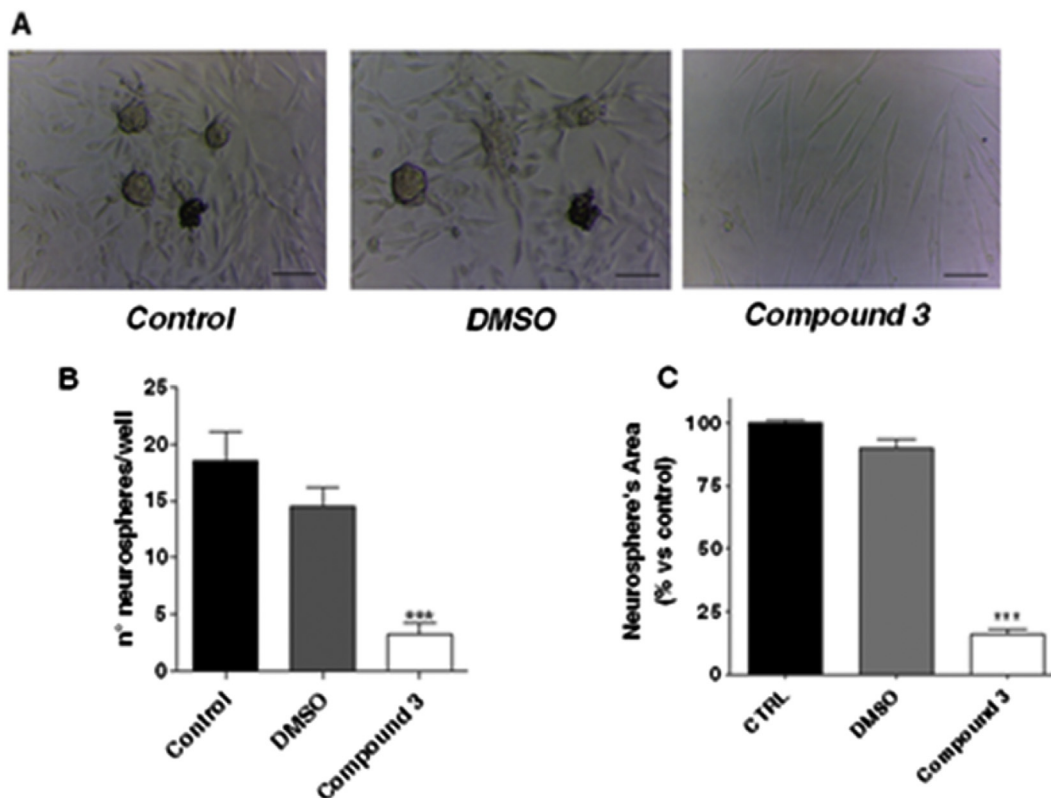 A
Control
DMSO
Compound 3
B
n° neurospheres/well
25
20
15
10
5
0
***
Control
DMSO
Compound 3
C
Neurosphere's Area
(% vs control)
100
75
50
25
0
***
CTRL
DMSO
Compound 3